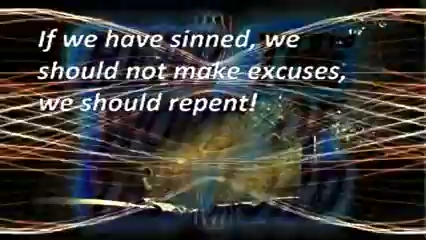 If we have sinned, we
should not make excuses,
we should repent!